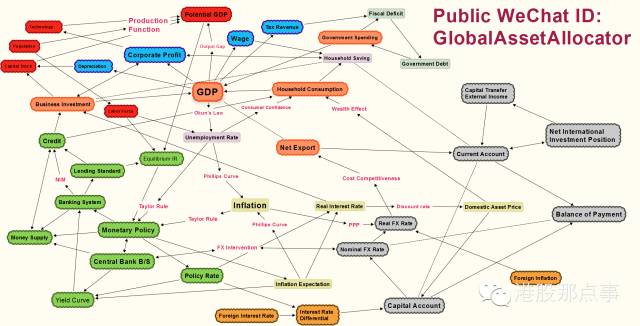 Public WeChat ID:
GlobalAssetAllocator
Potential GDP
Technology
Production
Function
Population
Capital Stock
Depreciation
Corporate Profit
Output Gap
Wage
Tax Revenue
Fiscal Deficit
Government Spending
Government Debt
Household Saving
GDP
Household Consumption
Business Investment
Consumer Confidence
Wealth Effect
Labor Force
Okun's Law
Unemployment Rate
Capital Transfer
External Income
Net International
Investment Position
Credit
Equilibrium IR
Net Export
Current Account
Lending Standard
NIM
Phillips Curve
Cost Competitiveness
Banking System
Taylor Rule
Inflation
Real Interest Rate
Discount rate
Domestic Asset Price
Balance of Payment
Taylor Rule
Phillips Curve
PPP
Real FX Rate
Monetary Policy
Money Supply
FX Intervention
Nominal FX Rate
Central Bank B/S
Policy Rate
Inflation Expectation
Foreign Inflation
Yield Curve
Capital Account
Foreign Interest Rate
Interest Rate
Differential
港股那点事